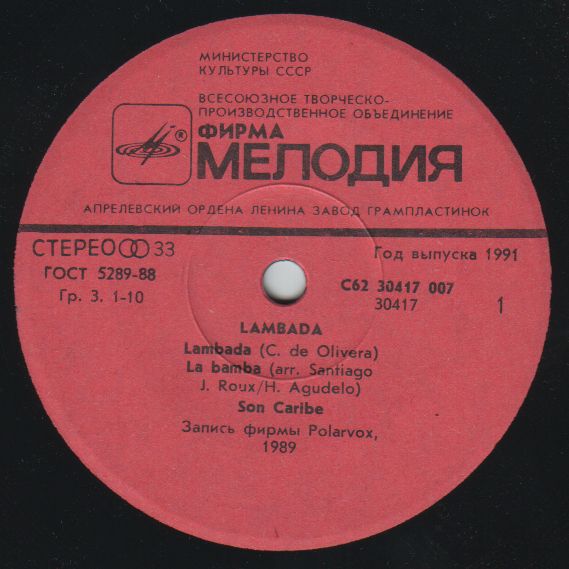 МИНИСТЕРСТВО
КУЛЬТУРЫ СССР
ВСЕСОЮЗНОЕ ТВОРЧЕСКО-
ПРОИЗВОДСТВЕННОЕ ОБЪЕДИНЕНИЕ
ФИРМА
®
МЕЛОДИЯ
АПРЕЛЕВСКИЙ ОРДЕНА ЛЕНИНА ЗАВОД ГРАМПЛАСТИНОК
СТЕРЕО 33
Год выпуска 1991
ГОСТ 5289-88
С62 30417 007
Гр. 3. 1-10
30417
1
LAMBADA
Lambada (C. de Olivera)
La bamba (arr. Santiago
J. Roux/H. Agudelo)
Son Caribe
Запись фирмы Polarvox,
1989